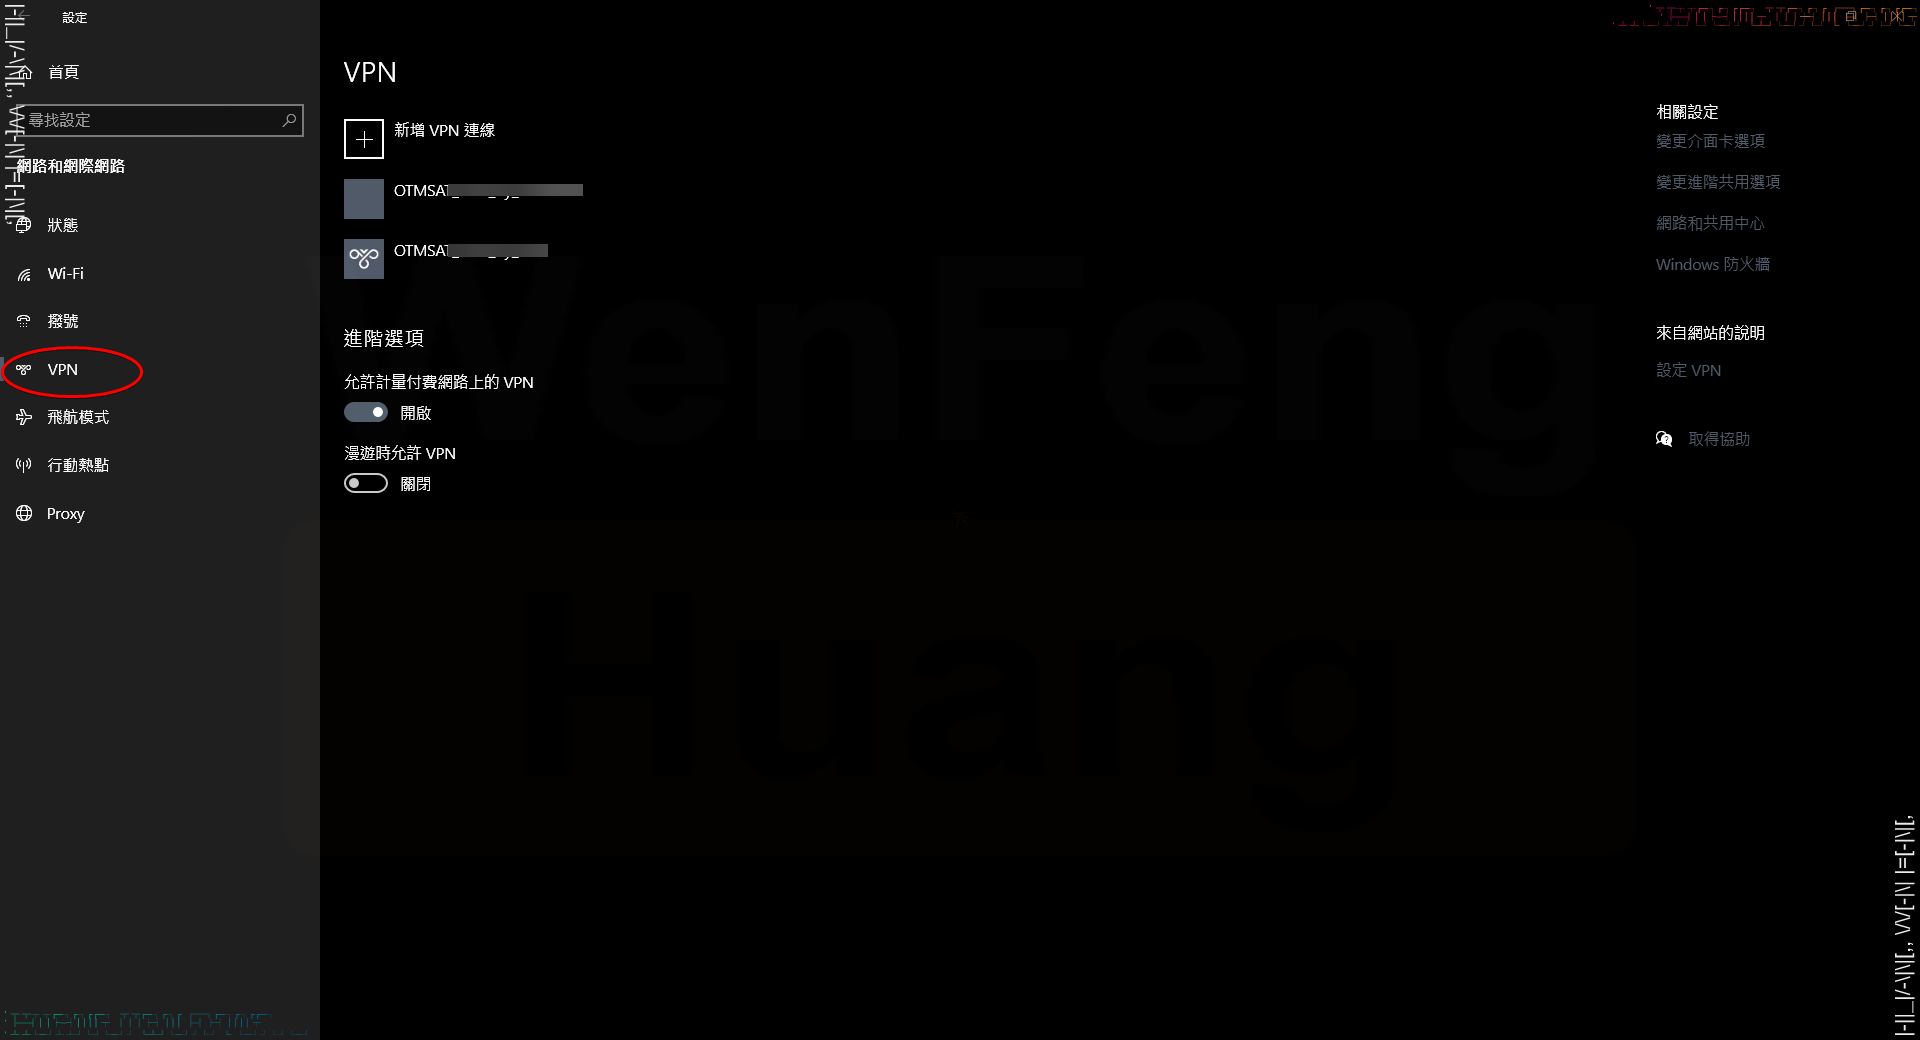 設定
首頁
尋找設定
網路和網際網路
狀態
Wi-Fi
撥號
VPN
飛航模式
行動熱點
Proxy
VPN
新增 VPN 連線
OTMSAT
OTMSAT
進階選項
允許計量付費網路上的 VPN
開啟
漫遊時允許 VPN
關閉
相關設定
變更介面卡選項
變更進階共用選項
網路和共用中心
Windows 防火牆
來自網站的說明
設定 VPN
取得協助
WenFeng
Huang